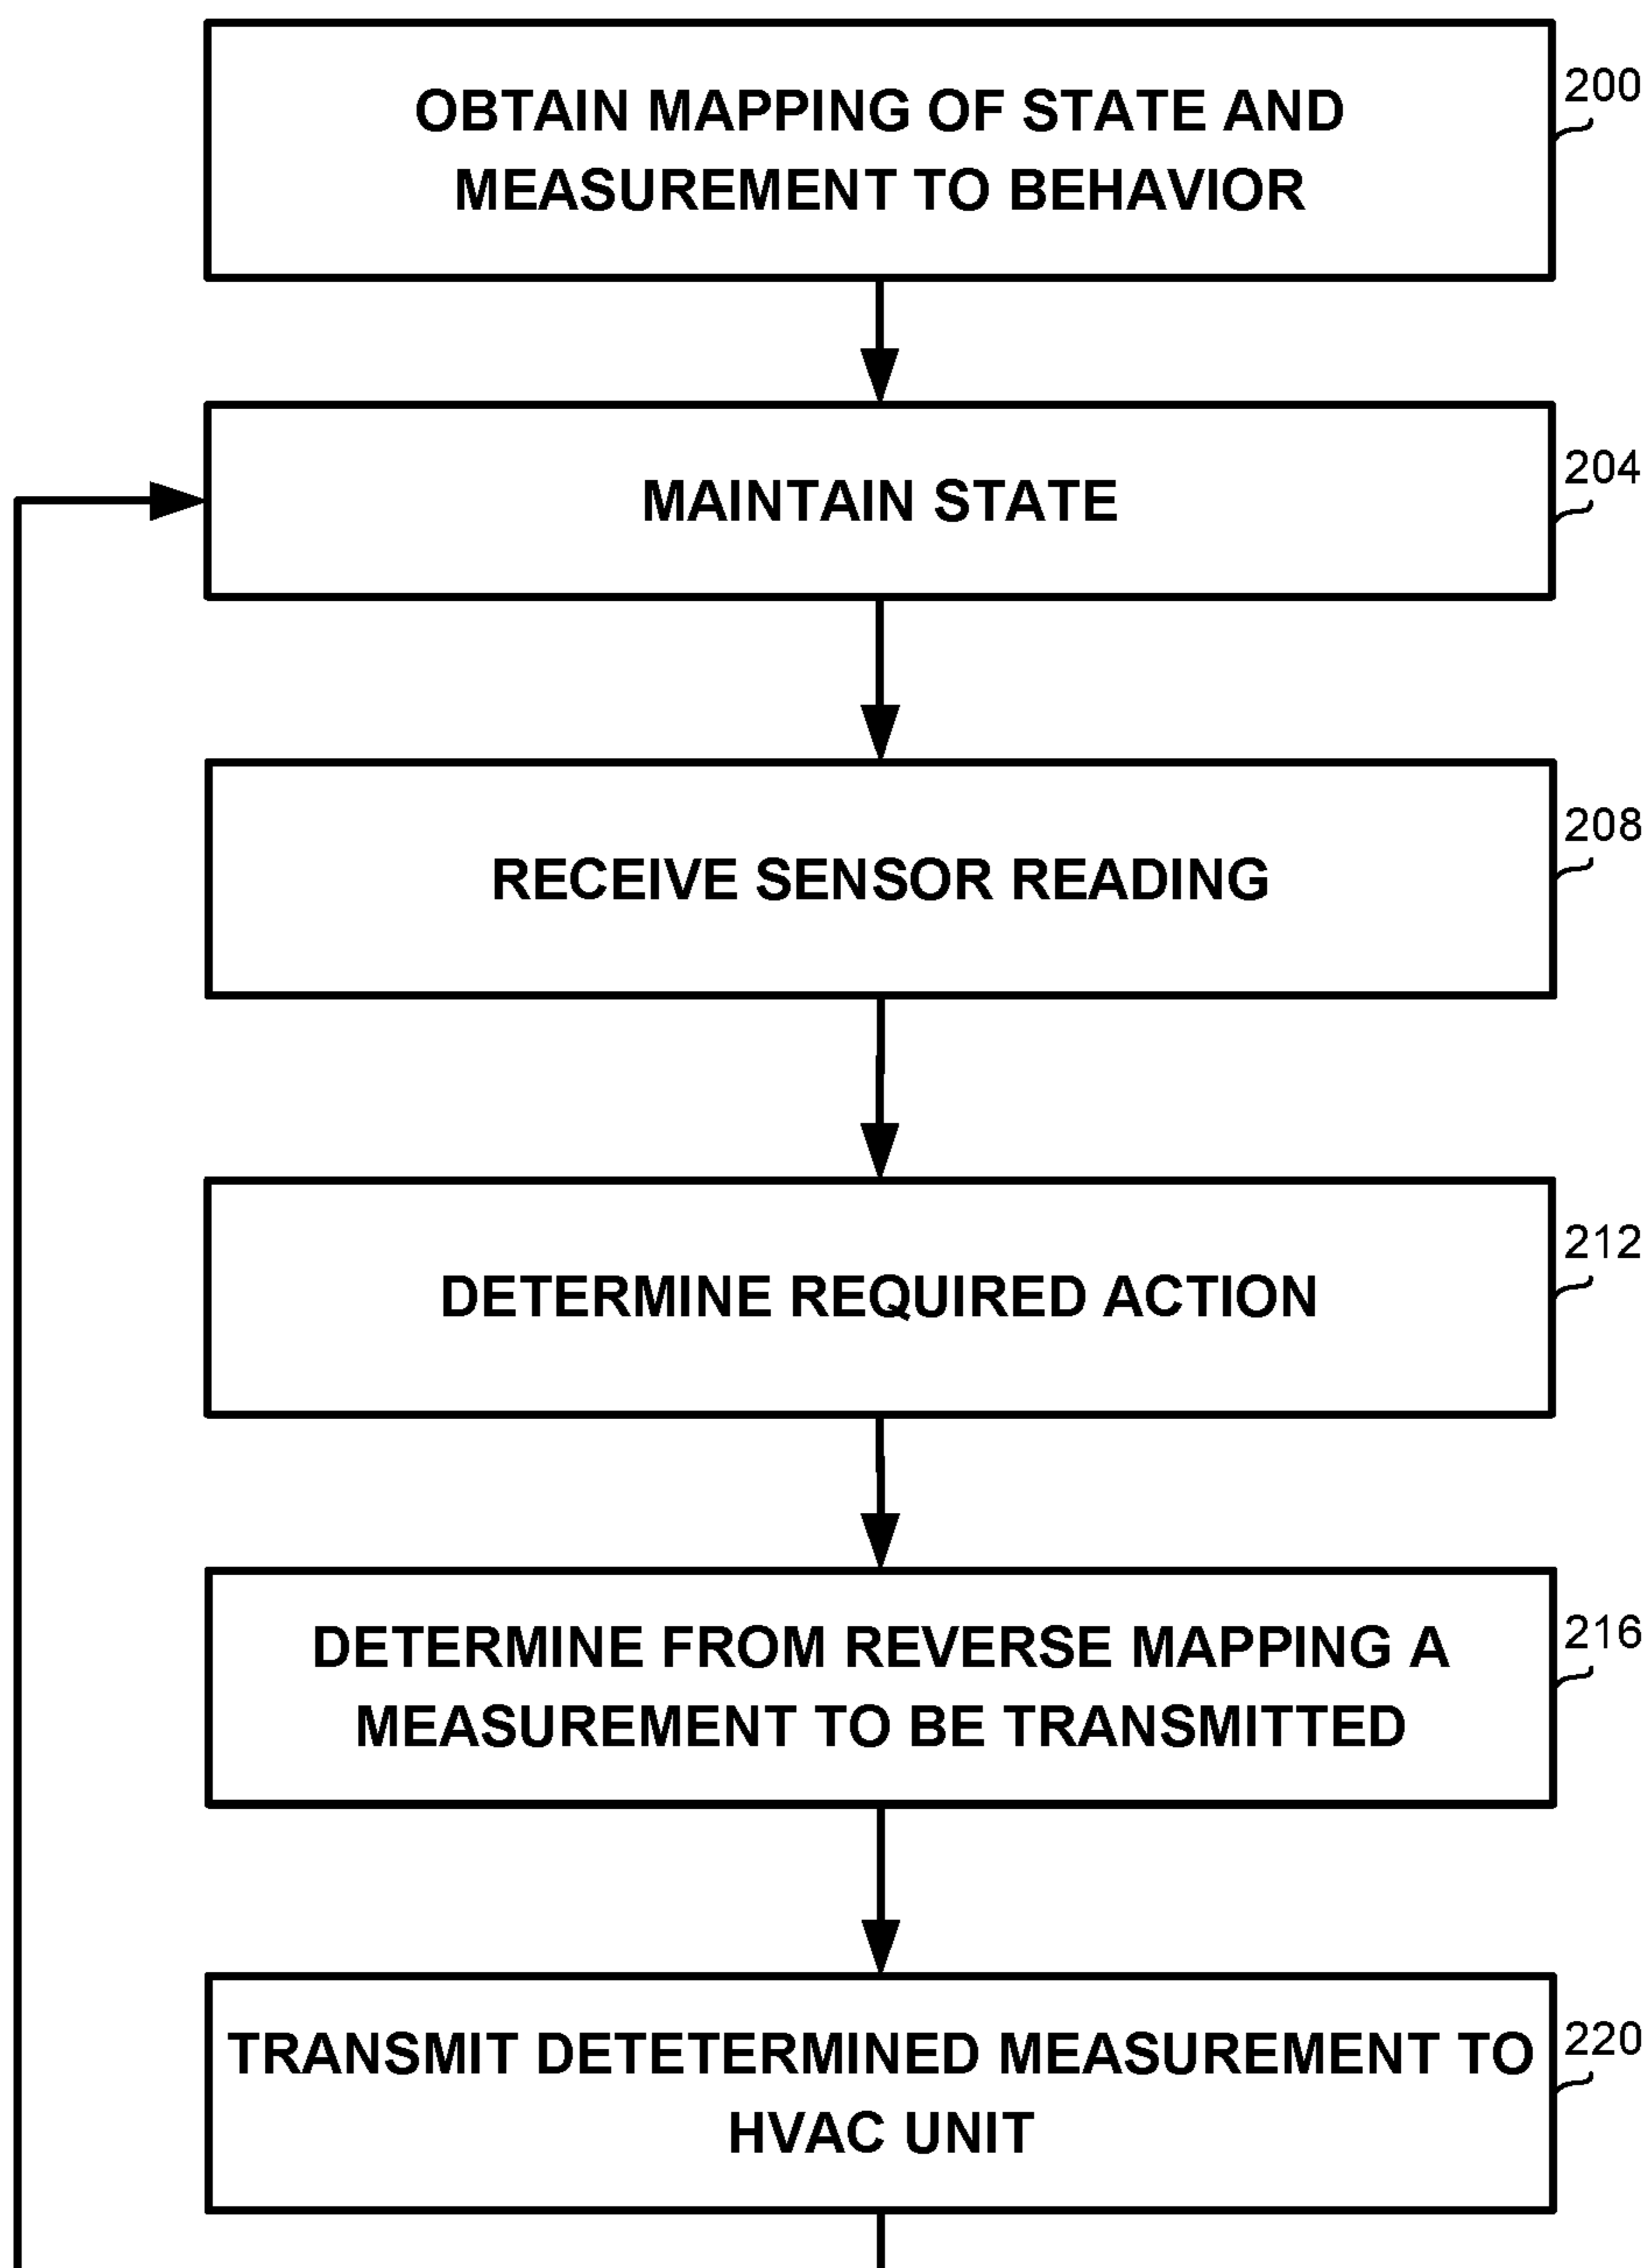 OBTAIN MAPPING OF STATE AND
MEASUREMENT TO BEHAVIOR
200
MAINTAIN STATE
204
RECEIVE SENSOR READING
208
DETERMINE REQUIRED ACTION
212
DETERMINE FROM REVERSE MAPPING A
MEASUREMENT TO BE TRANSMITTED
216
TRANSMIT DETETERMINED MEASUREMENT TO
HVAC UNIT
220